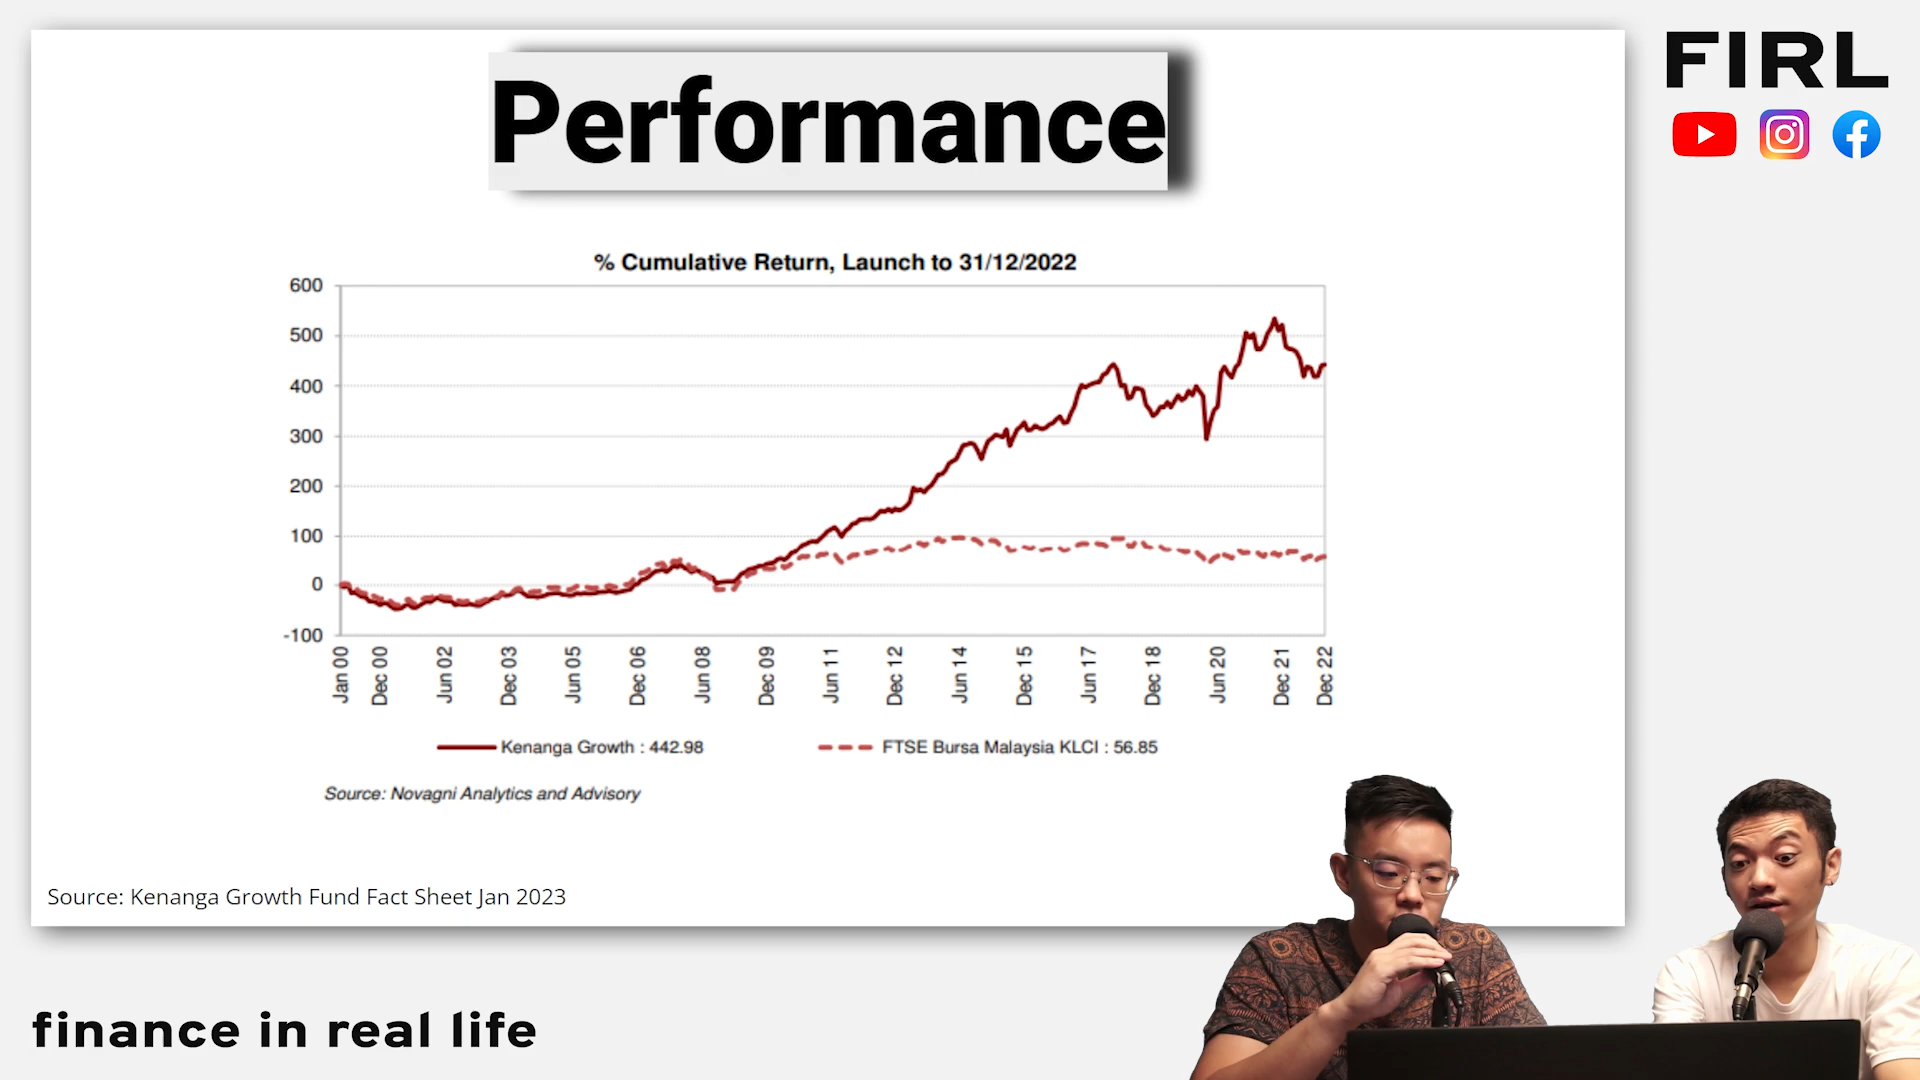 Performance
FIRL
% Cumulative Return, Launch to 31/12/2022
600
500
400
300
200
100
0
-100
Jan 00
Dec 00
Jun 02
Dec 03
Jun 05
Dec 06
Jun 08
Dec 09
Jun 11
Dec 12
Jun 14
Dec 15
Jun 17
Dec 18
Jun 20
Dec 21
Dec 22
Kenanga Growth : 442.98
FTSE Bursa Malaysia KLCI : 56.85
Source: Novagni Analytics and Advisory
Source: Kenanga Growth Fund Fact Sheet Jan 2023
finance in real life